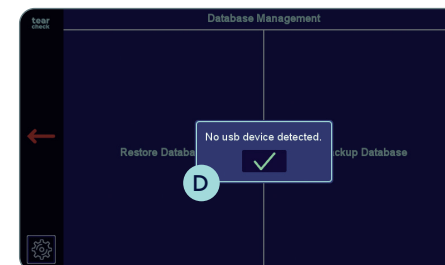 tear
check
Database Management
No usb device detected.
Restore Databa
ckup Database
D